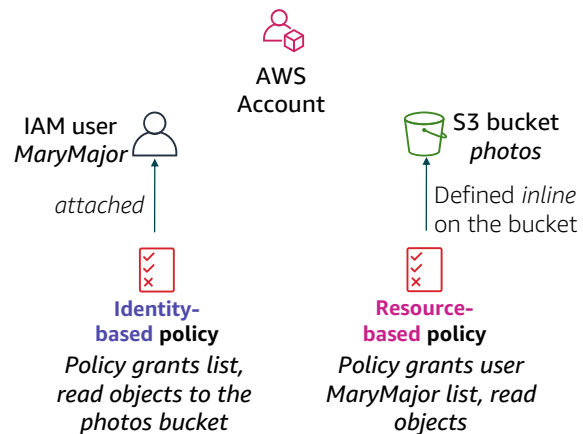 AWS
Account
IAM user
MaryMajor
S3 bucket
photos
attached
Defined inline
on the bucket
Identity-
based policy
Resource-
based policy
Policy grants list,
read objects to the
photos bucket
Policy grants user
MaryMajor list, read
objects